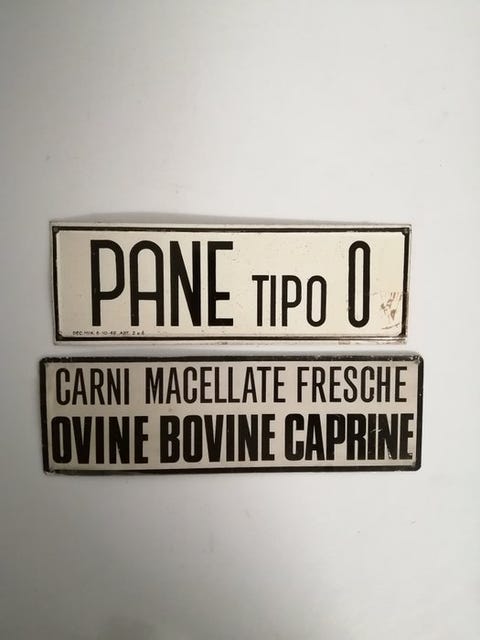 PANE TIPO 0
CARNI MACELLATE FRESCHE
OVINE BOVINE CAPRINE